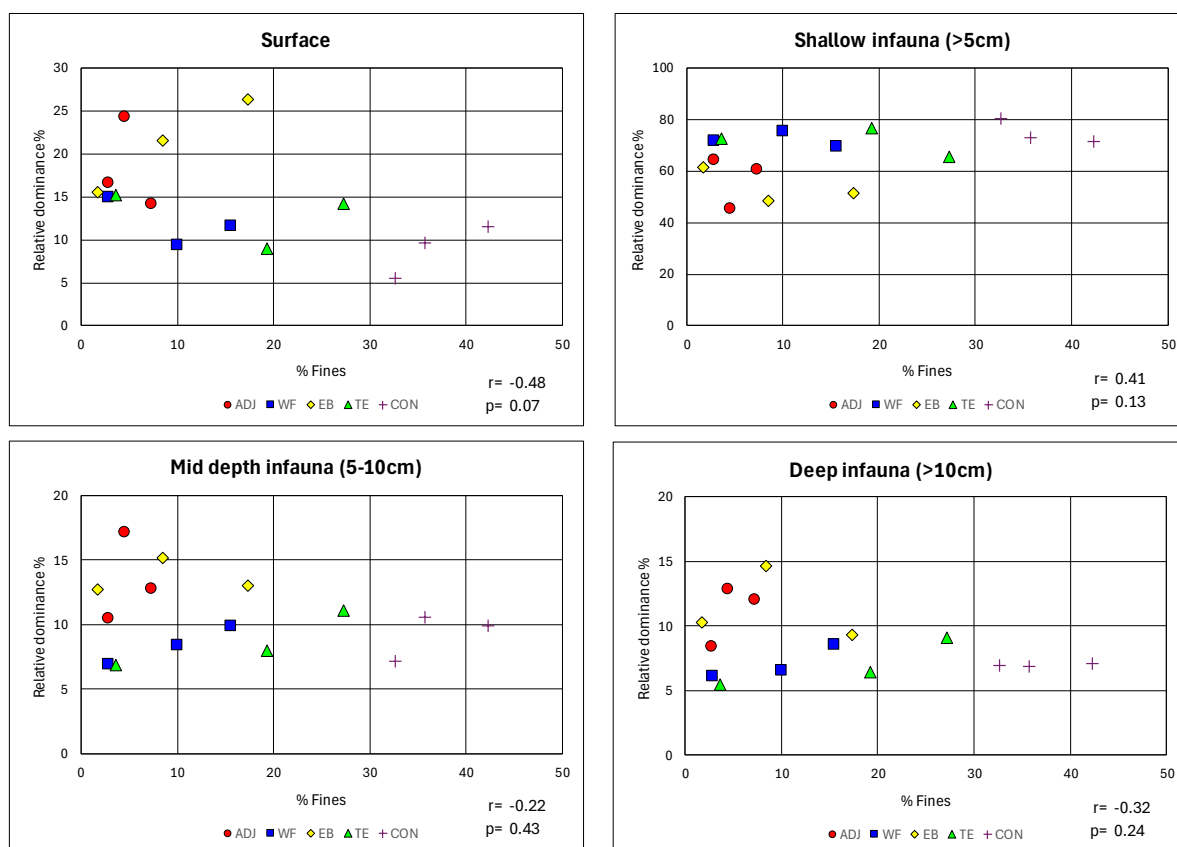 Surface
30
25
20
15
10
5
0
Relative dominance %
0 10 20 30 40 50
% Fines
r= -0.48
p= 0.07
ADJ WF EB TE CON
Shallow infauna (>5cm)
100
80
60
40
20
0
Relative dominance %
0 10 20 30 40 50
% Fines
r= 0.41
p= 0.13
ADJ WF EB TE CON
Mid depth infauna (5-10cm)
20
15
10
5
0
Relative dominance %
0 10 20 30 40 50
% Fines
r= -0.22
p= 0.43
ADJ WF EB TE CON
Deep infauna (>10cm)
20
15
10
5
0
Relative dominance %
0 10 20 30 40 50
% Fines
r= -0.32
p= 0.24
ADJ WF EB TE CON